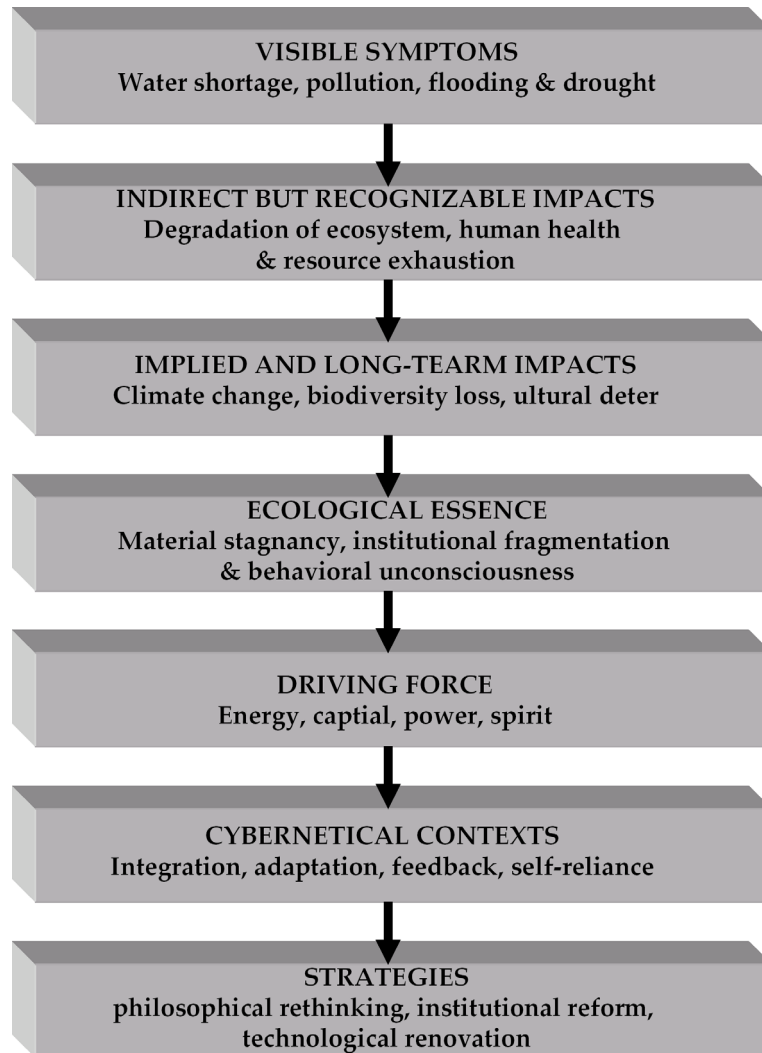 VISIBLE SYMPTOMS
Water shortage, pollution, flooding & drought
INDIRECT BUT RECOGNIZABLE IMPACTS
Degradation of ecosystem, human health
& resource exhaustion
IMPLIED AND LONG-TEARM IMPACTS
Climate change, biodiversity loss, ultural deter
ECOLOGICAL ESSENCE
Material stagnancy, institutional fragmentation
& behavioral unconsciousness
DRIVING FORCE
Energy, captial, power, spirit
CYBERNETICAL CONTEXTS
Integration, adaptation, feedback, self-reliance
STRATEGIES
philosophical rethinking, institutional reform,
technological renovation